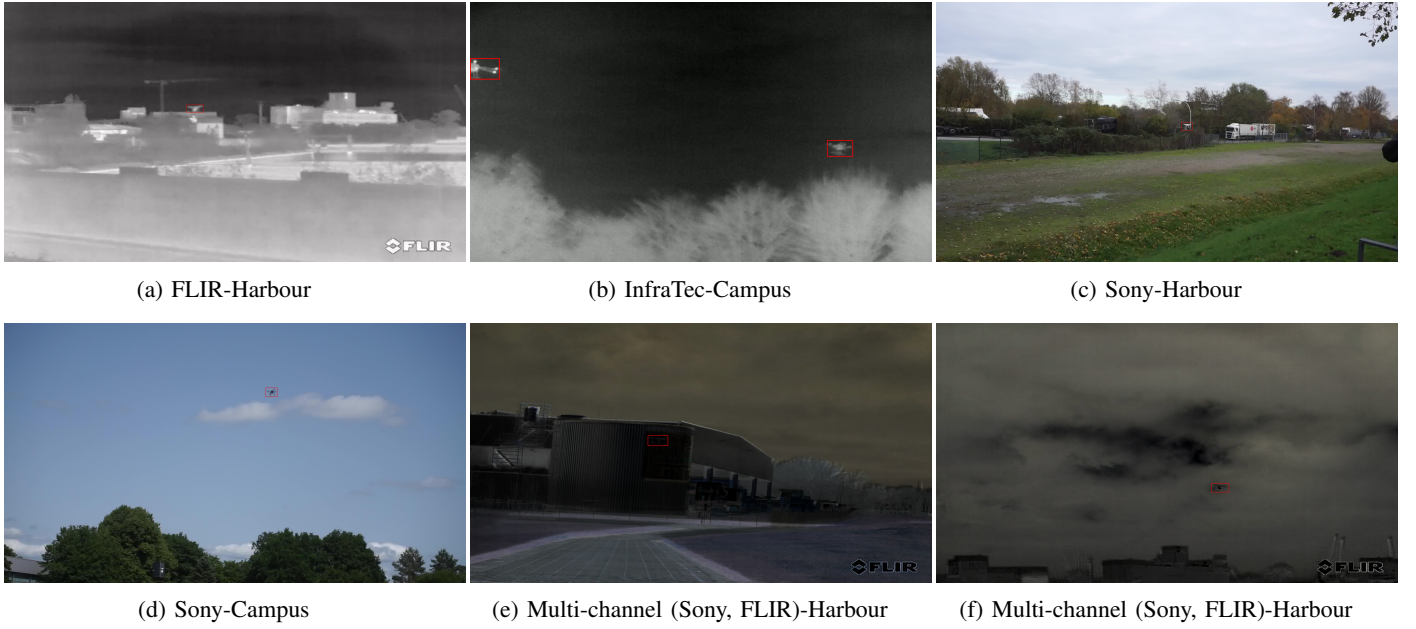 FLIR
(a) FLIR-Harbour
(b) InfraTec-Campus
(c) Sony-Harbour
FLIR
FLIR
(d) Sony-Campus
(e) Multi-channel (Sony, FLIR)-Harbour
(f) Multi-channel (Sony, FLIR)-Harbour